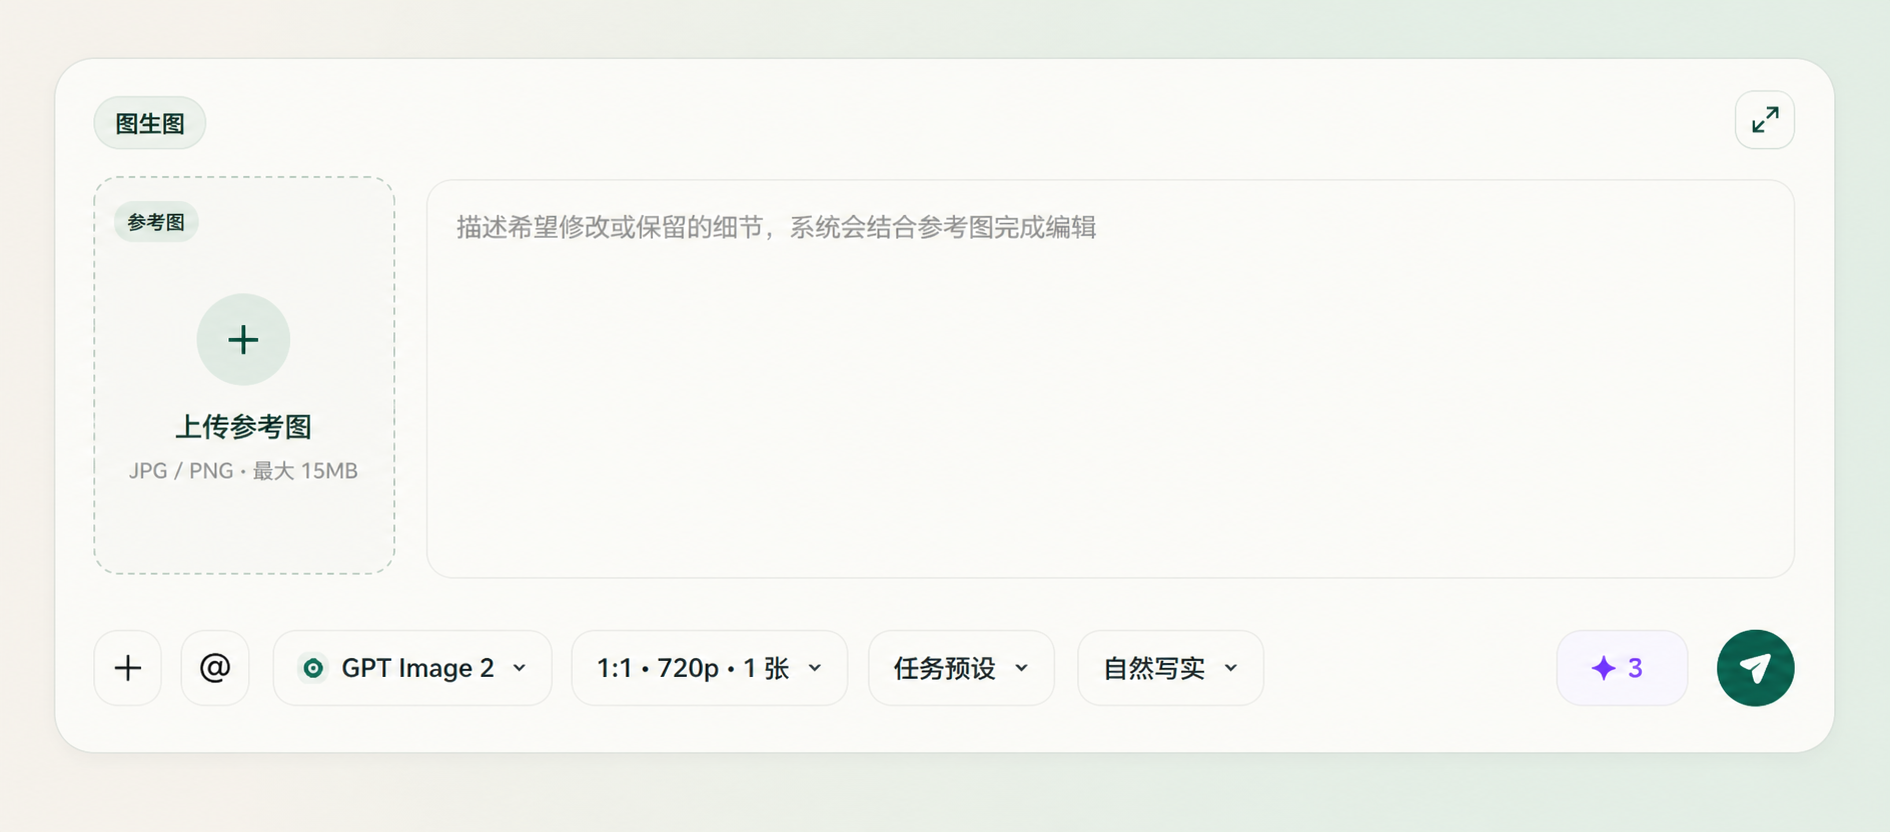 图生图
参考图
上传参考图
JPG / PNG · 最大 15MB
描述希望修改或保留的细节，系统会结合参考图完成编辑
@
GPT Image 2
1:1 • 720p • 1 张
任务预设
自然写实
3